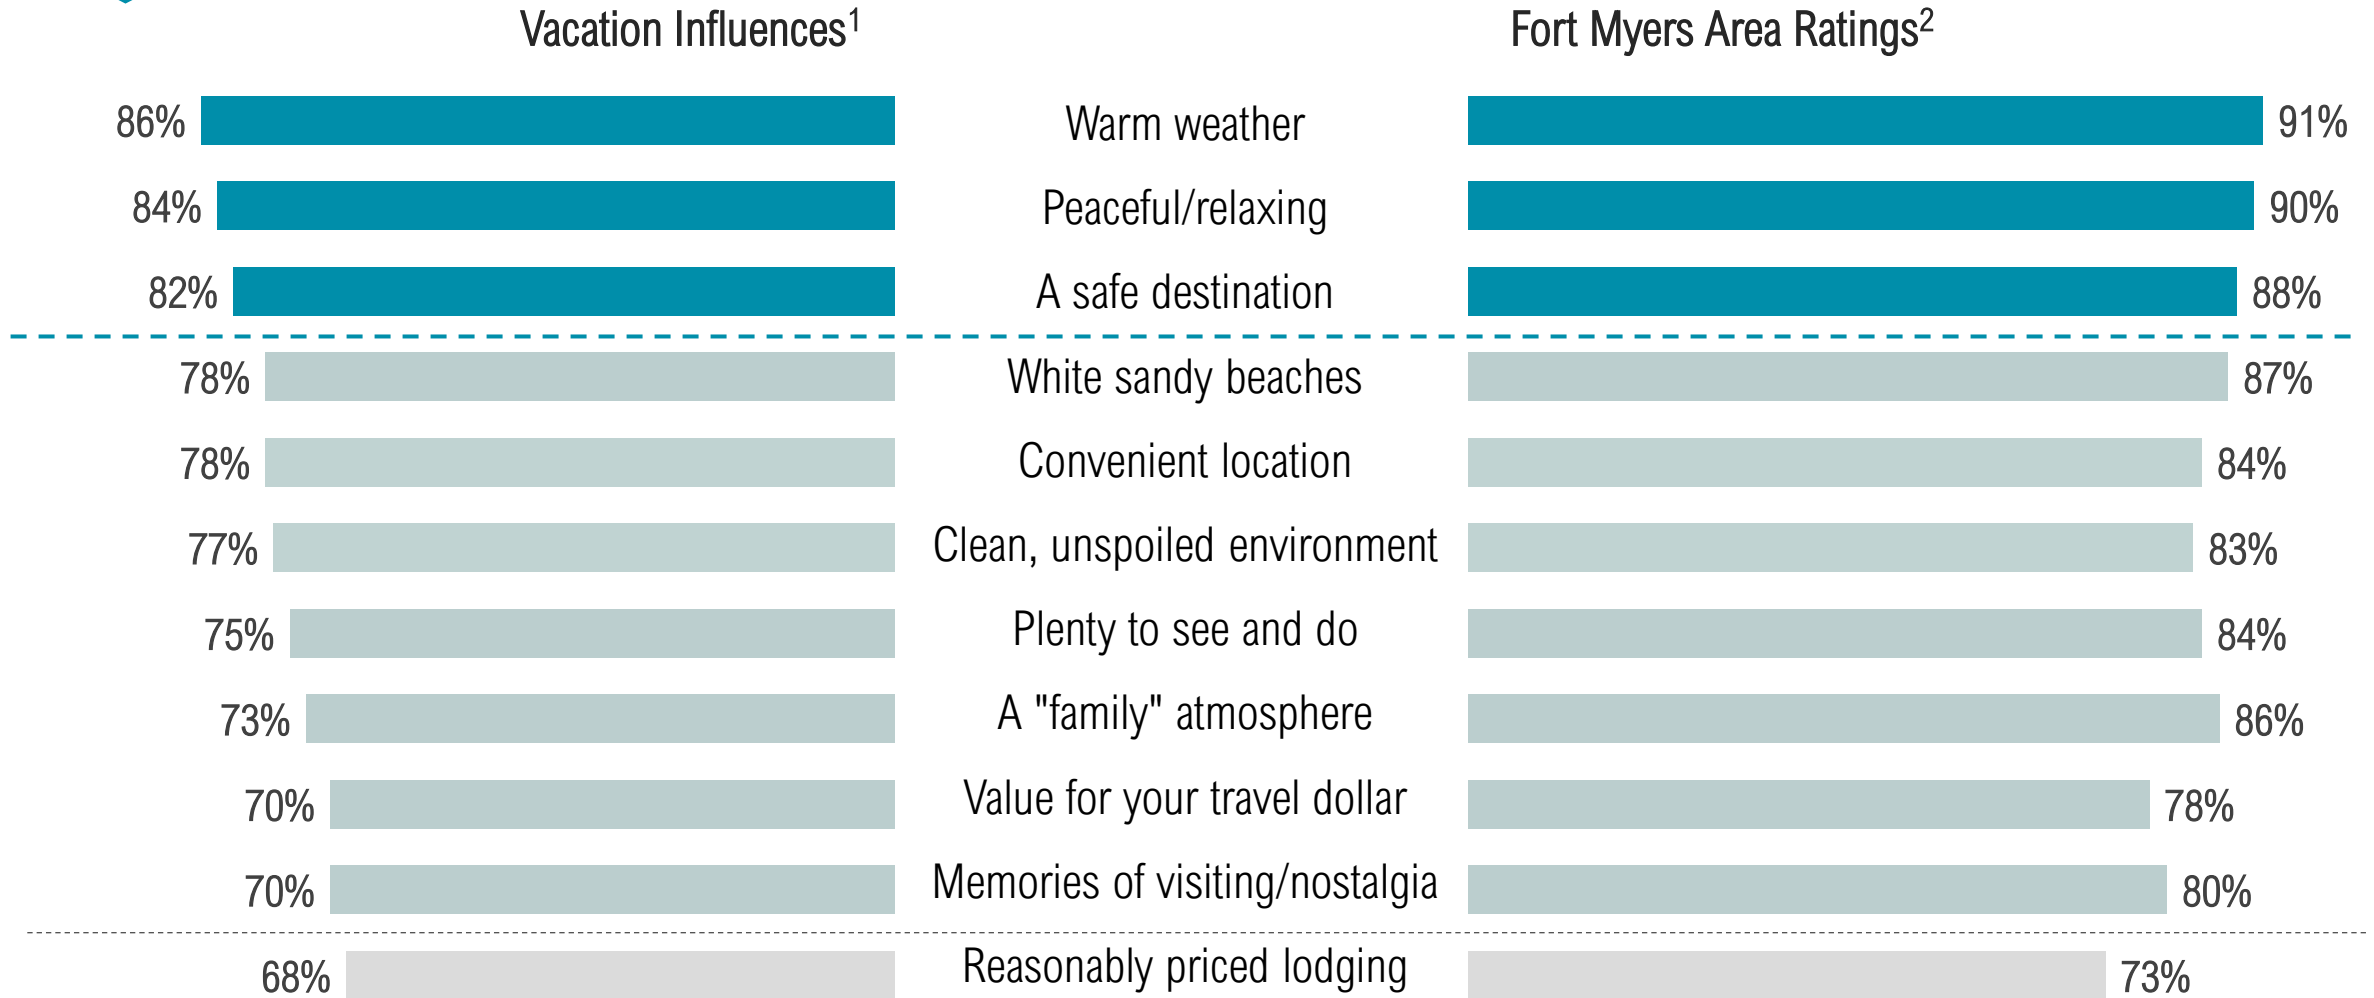 Vacation Influences1 Fort Myers Area Ratings2
86% Warm weather 91%
84% Peaceful/relaxing 90%
82% A safe destination 88%
78% White sandy beaches 87%
78% Convenient location 84%
77% Clean, unspoiled environment 83%
75% Plenty to see and do 84%
73% A "family" atmosphere 86%
70% Value for your travel dollar 78%
70% Memories of visiting/nostalgia 80%
68% Reasonably priced lodging 73%